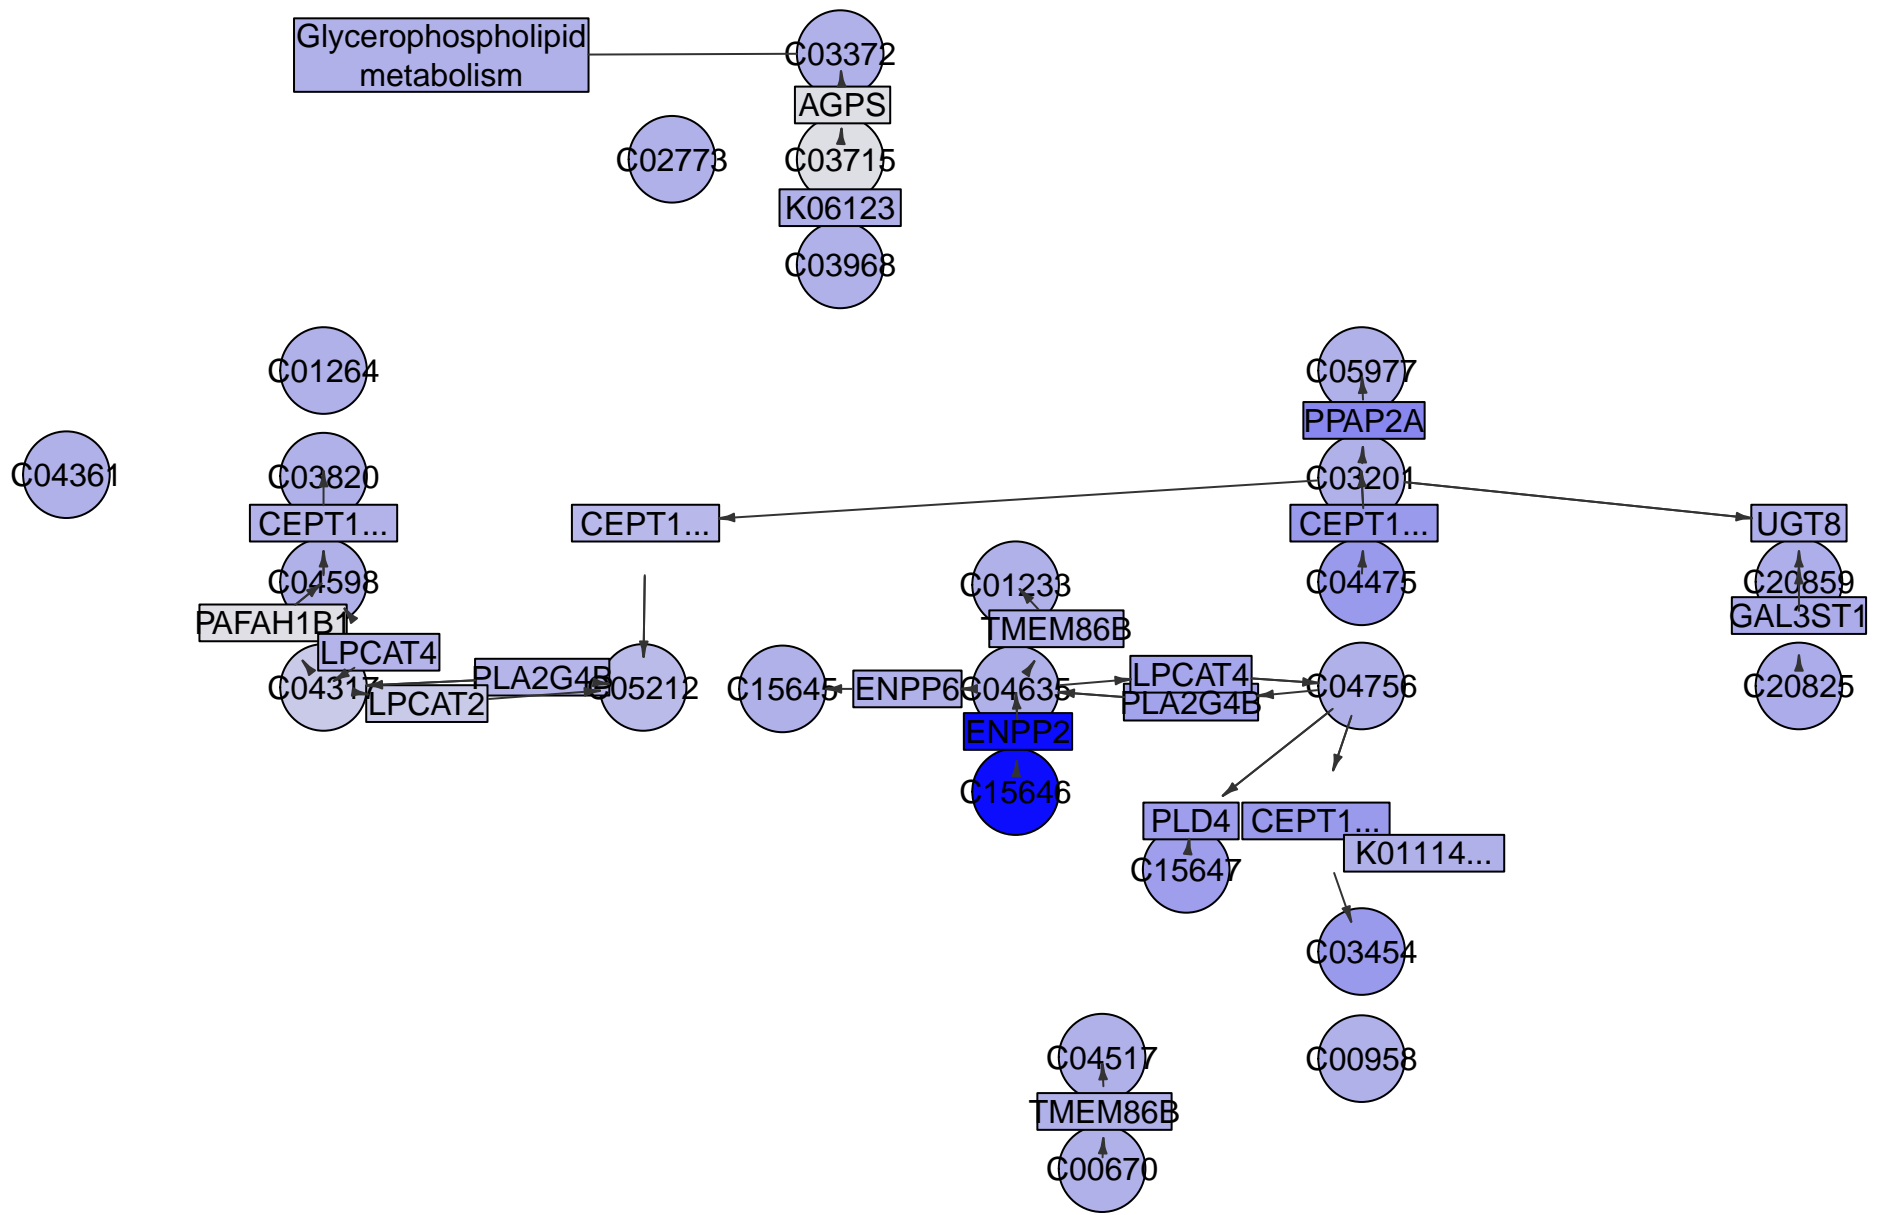 Glycerophospholipid
metabolism
C03372
AGPS
C02773
C03715
K06123
C03968
C01264
C05977
PPAP2A
C04361
C03820
C03201
CEPT1...
CEPT1...
CEPT1...
UGT8
C04598
C01233
C04475
C20859
PAFAH1B1
TMEM86B
GAL3ST1
LPCAT4
PLA2G4B
LPCAT4
C04317
LPCAT2
C05212
C15645
ENPP6
C04635
PLA2G4B
C04756
C20825
ENPP2
C15646
PLD4
CEPT1...
K01114...
C15647
C03454
C04517
C00958
TMEM86B
C00670